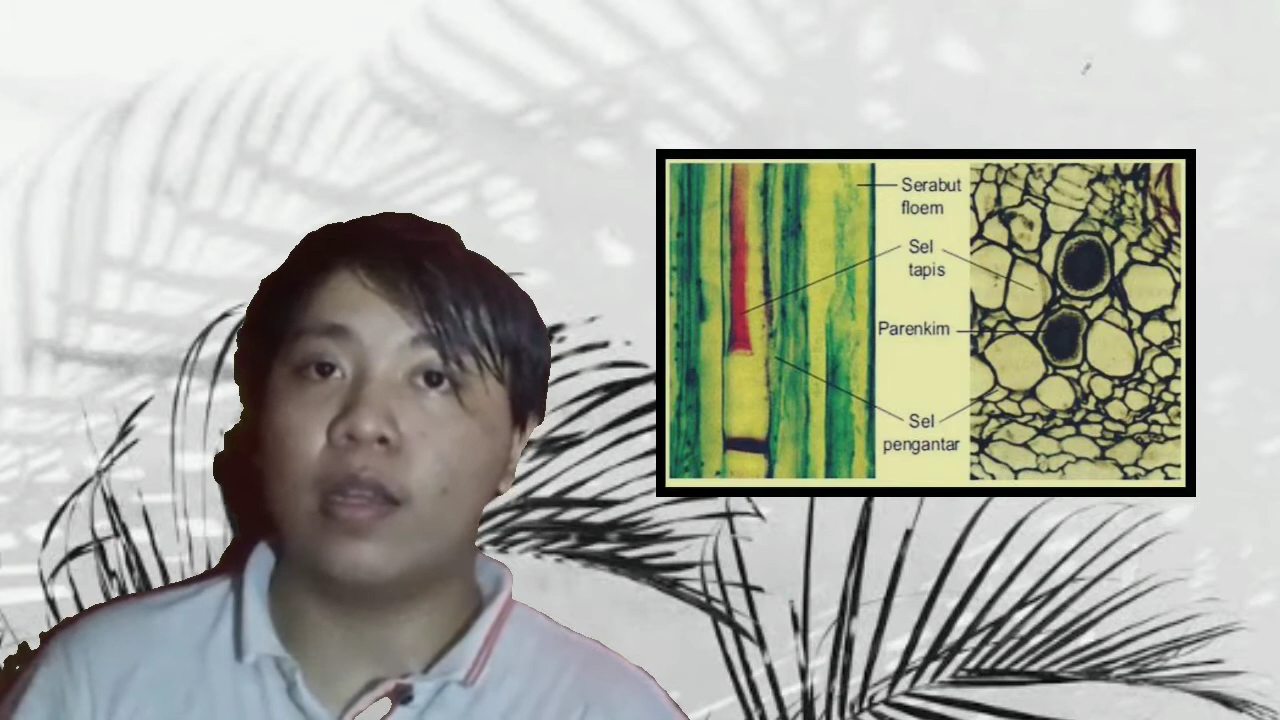 Serabut
floem
Sel
tapis
Parenkim
Sel
pengantar